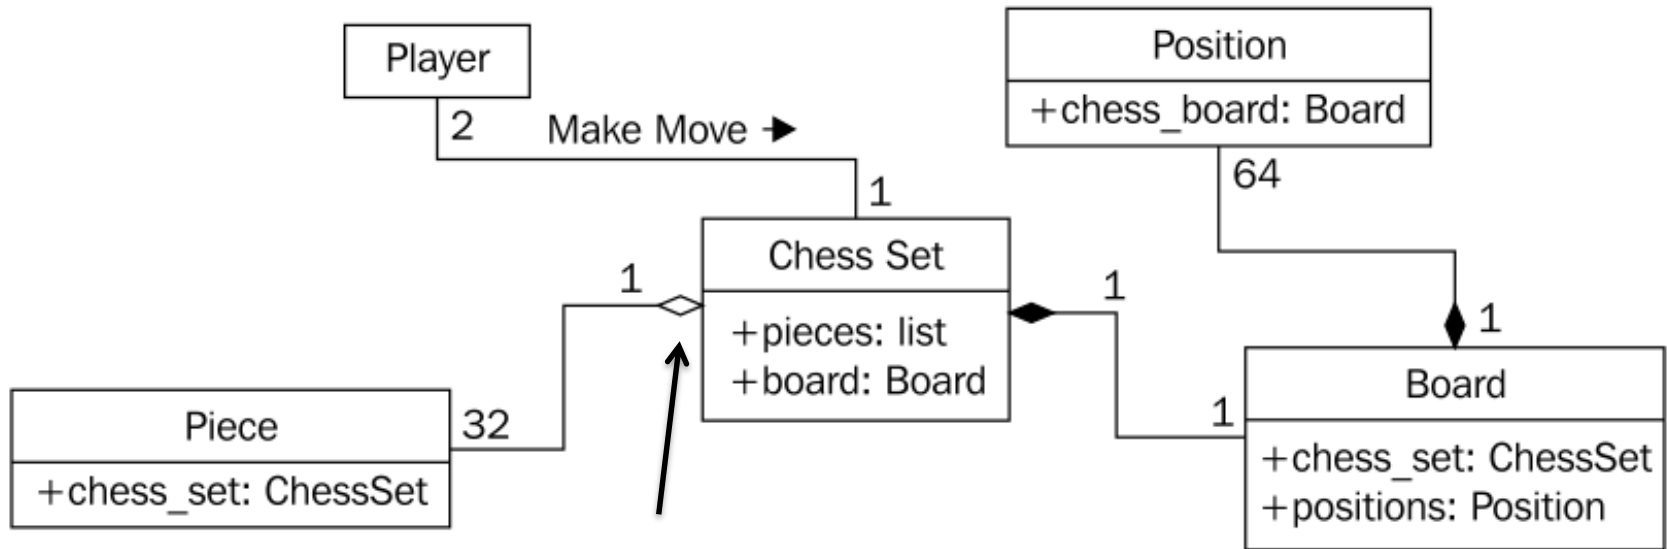 Player
2
Make Move
1
Position
+chess_board: Board
64
1
Chess Set
+pieces: list
+board: Board
1
1
1
Board
+chess_set: ChessSet
+positions: Position
Piece
+chess_set: ChessSet
32